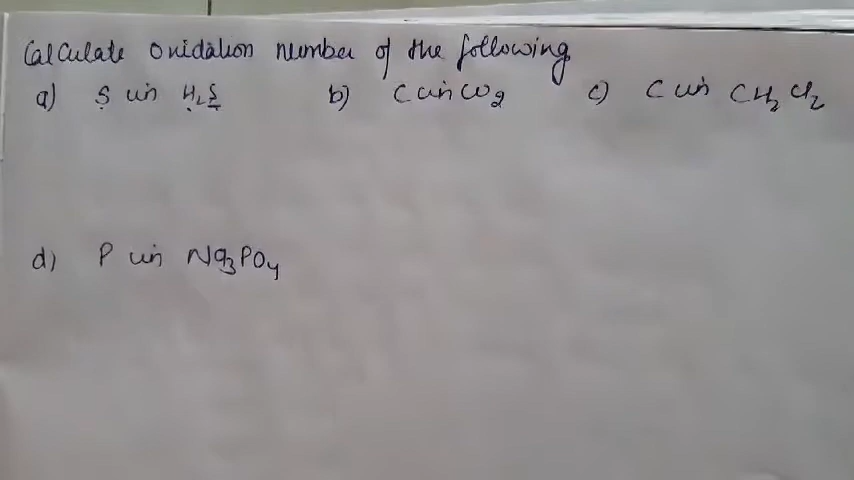 Calculate oxidation number of the following
a) S in H₂S b) C in CO₂ c) C in CH₂Cl₂
d) P in Na₃PO₄